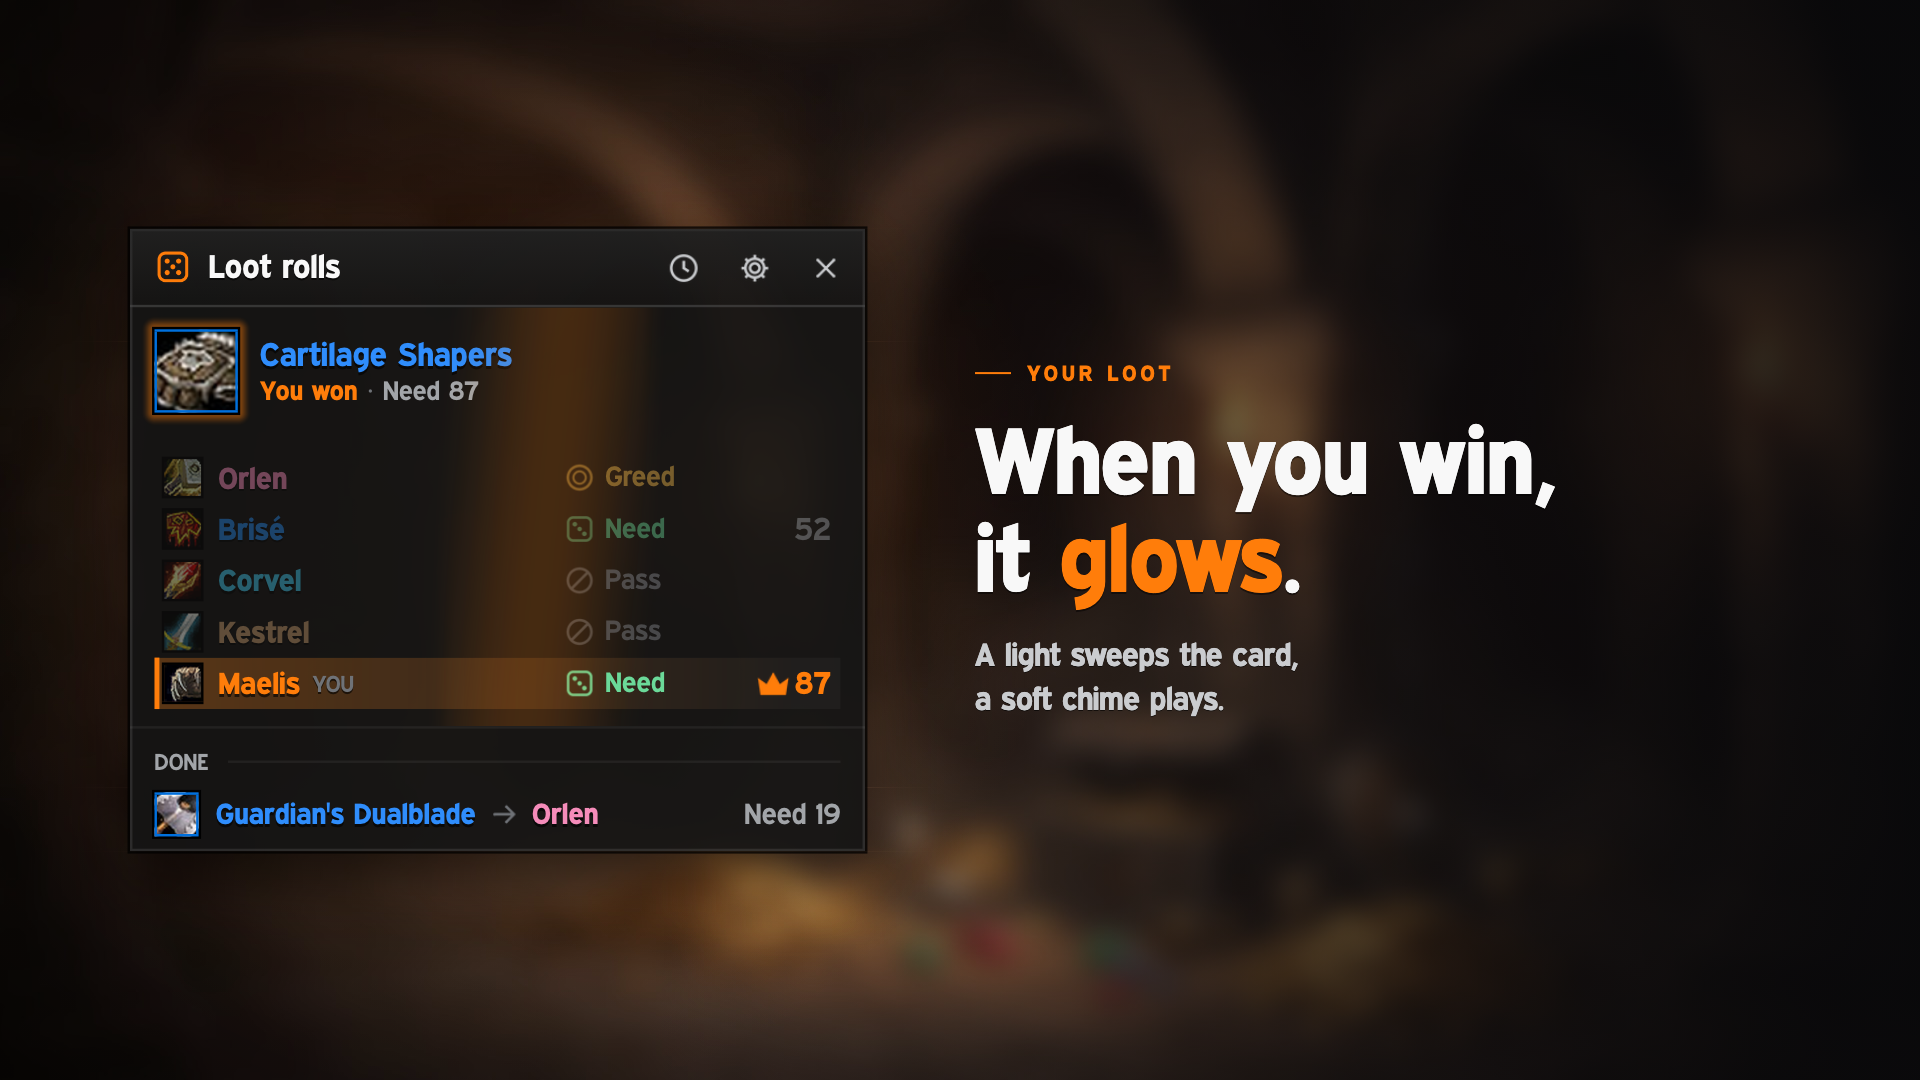 Loot rolls
Cartilage Shapers
You won · Need 87
Orlen Greed
Brisé Need 52
Corvel Pass
Kestrel Pass
Maelis YOU Need 87
DONE
Guardian's Dualblade → Orlen Need 19
YOUR LOOT
When you win,
it glows.
A light sweeps the card,
a soft chime plays.